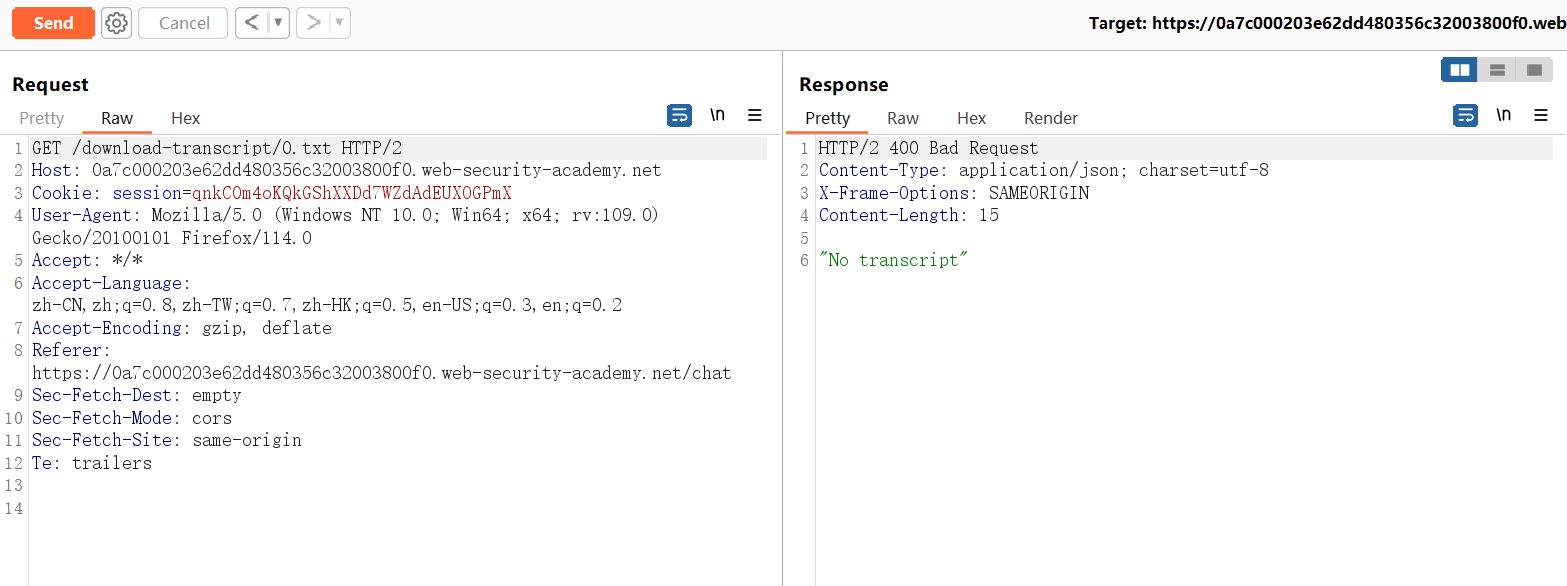 Send Cancel < ▼ > ▼ Target: https://0a7c000203e62dd480356c32003800f0.web
Request
Pretty Raw Hex \n
1 GET /download-transcript/0.txt HTTP/2
2 Host: 0a7c000203e62dd480356c32003800f0.web-security-academy.net
3 Cookie: session=qnkCOm4oKQkGShXXDd7WZdAdEUXOGPmX
4 User-Agent: Mozilla/5.0 (Windows NT 10.0; Win64; x64; rv:109.0)
Gecko/20100101 Firefox/114.0
5 Accept: */*
6 Accept-Language:
zh-CN,zh;q=0.8,zh-TW;q=0.7,zh-HK;q=0.5,en-US;q=0.3,en;q=0.2
7 Accept-Encoding: gzip, deflate
8 Referer:
https://0a7c000203e62dd480356c32003800f0.web-security-academy.net/chat
9 Sec-Fetch-Dest: empty
10 Sec-Fetch-Mode: cors
11 Sec-Fetch-Site: same-origin
12 Te: trailers
13
14
Response
Pretty Raw Hex Render \n
1 HTTP/2 400 Bad Request
2 Content-Type: application/json; charset=utf-8
3 X-Frame-Options: SAMEORIGIN
4 Content-Length: 15
5
6 "No transcript"